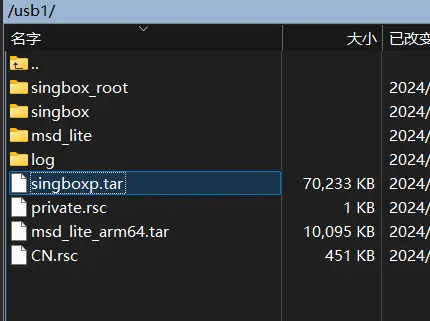 /usb1/
名字 大小 已改变
..
singbox_root 2024/
singbox 2024/
msd_lite 2024/
log 2024/
singboxp.tar 70,233 KB 2024/
private.rsc 1 KB 2024/
msd_lite_arm64.tar 10,095 KB 2024/
CN.rsc 451 KB 2024/